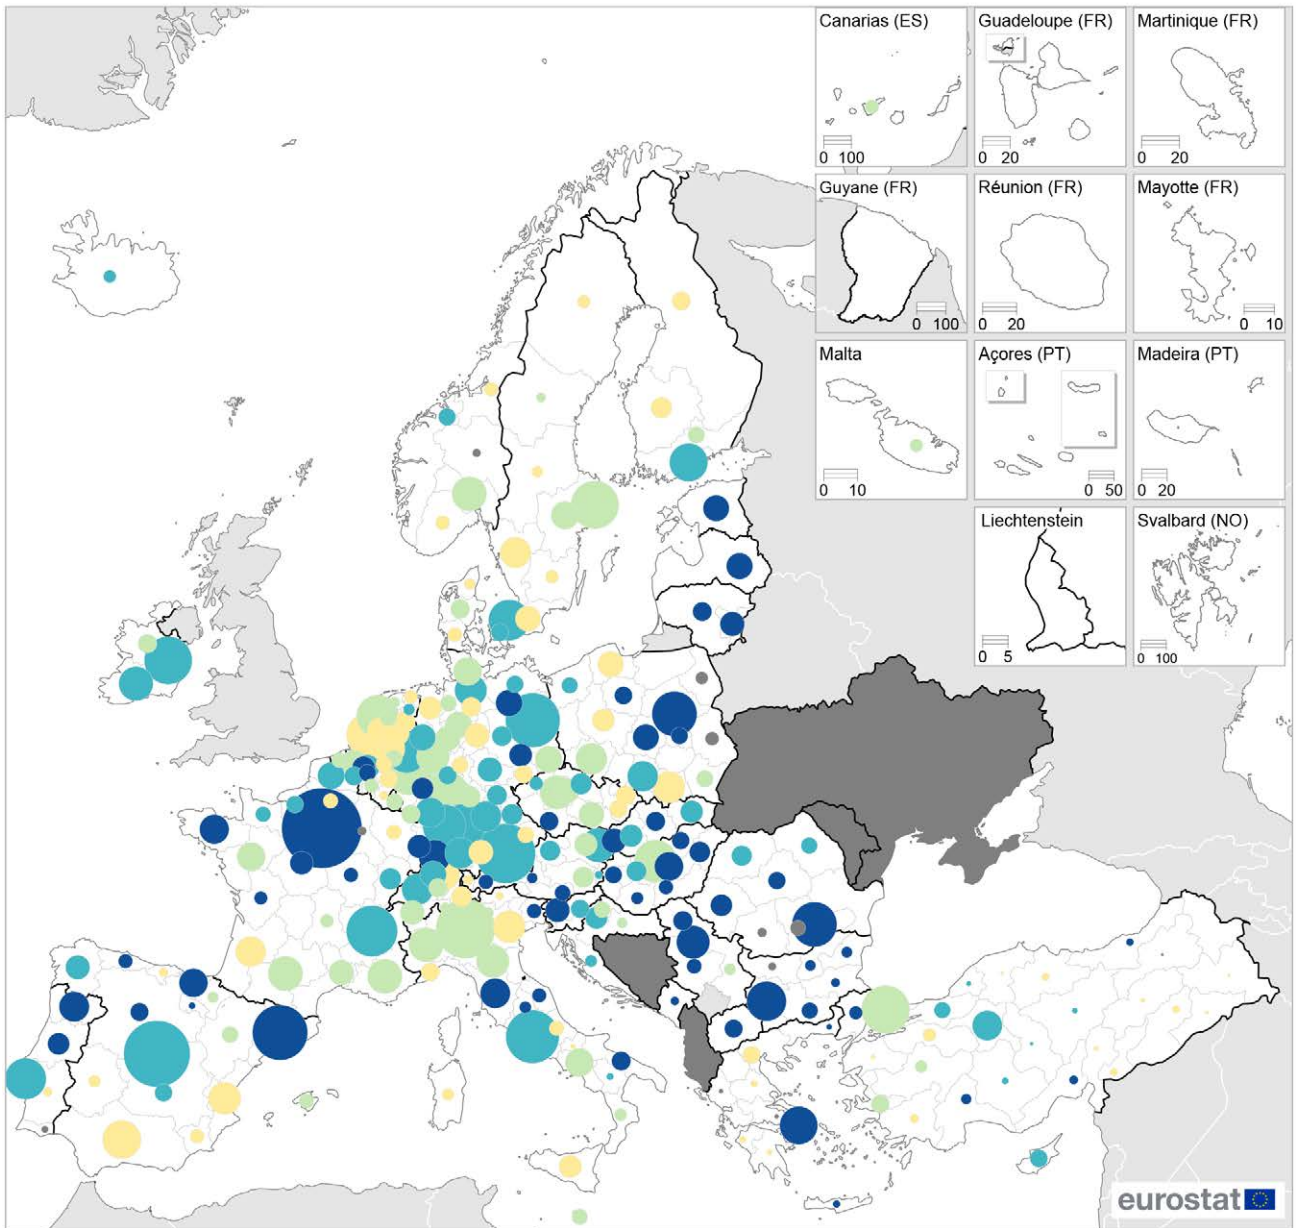 Canarias (ES)
0 100
Guadeloupe (FR)
0 20
Martinique (FR)
0 20
Guyane (FR)
0 100
Réunion (FR)
0 20
Mayotte (FR)
0 10
Malta
0 10
Açores (PT)
0 50
Madeira (PT)
0 20
Liechtenstein
0 5
Svalbard (NO)
0 100
eurostat